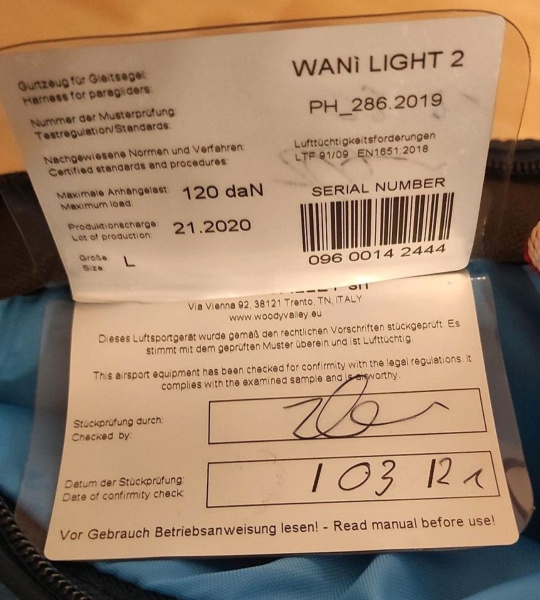 WANì LIGHT 2
Gurtzeug für Gleitsegel:
Harness for paragliders:
PH_286.2019
Nummer der Musterprüfung:
Testregulation/Standards:
Lufttüchtigkeitsforderungen
LTF 91/09 EN1651:2018
Nachgewiesene Normen und Verfahren:
Certified standards and procedures:
Maximale Anhängelast: 120 daN
Maximum load:
SERIAL NUMBER
Produktionscharge: 21.2020
Lot of production:
096 0014 2444
Größe L
Size
Via Vienna 92, 38121 Trento, TN, ITALY
www.woodyvalley.eu
Dieses Luftsportgerät wurde gemäß den rechtlichen Vorschriften stückgeprüft. Es
stimmt mit dem geprüften Muster überein und ist Lufttüchtig.
This airsport equipment has been checked for confirmity with the legal regulations. It
complies with the examined sample and is airworthy.
Stückprüfung durch:
Checked by:
Datum der Stückprüfung:
Date of confirmity check:
1 03 121
Vor Gebrauch Betriebsanweisung lesen! - Read manual before use!